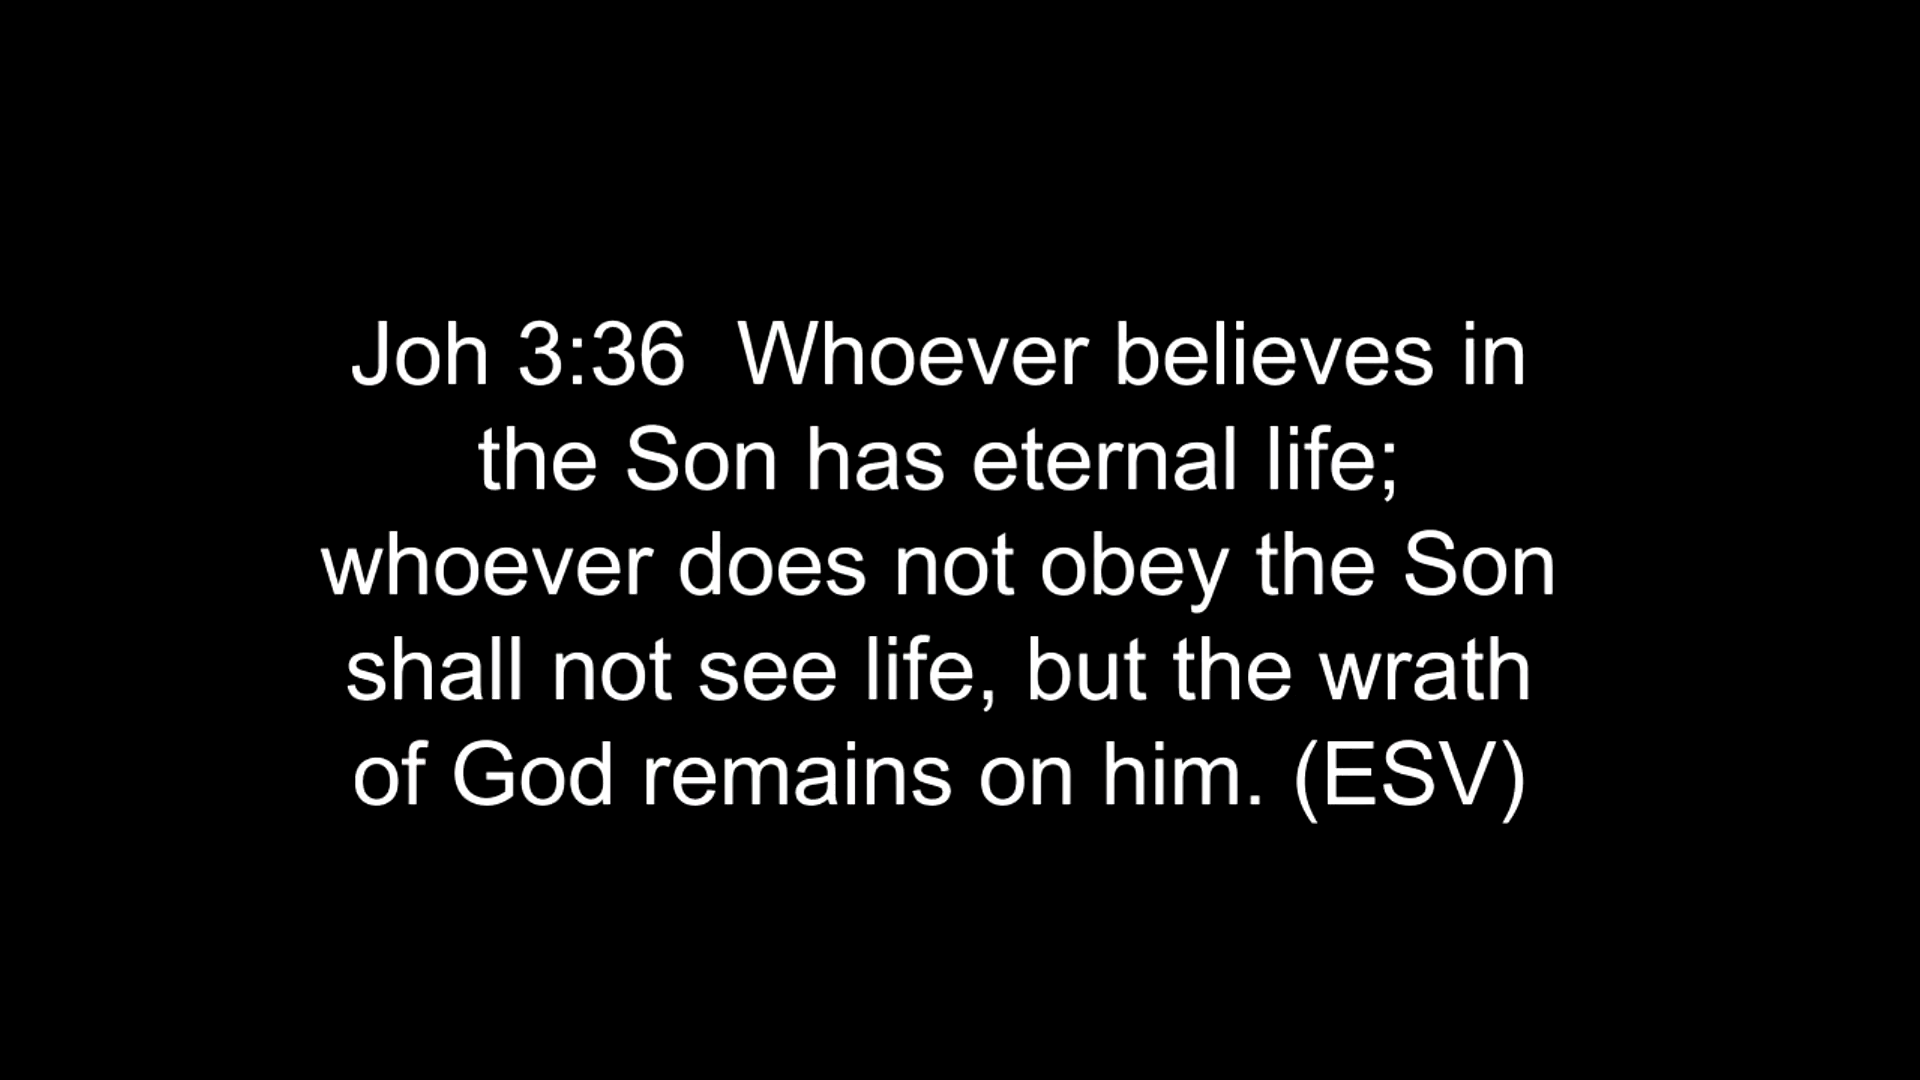 Joh 3:36  Whoever believes in
the Son has eternal life;
whoever does not obey the Son
shall not see life, but the wrath
of God remains on him. (ESV)